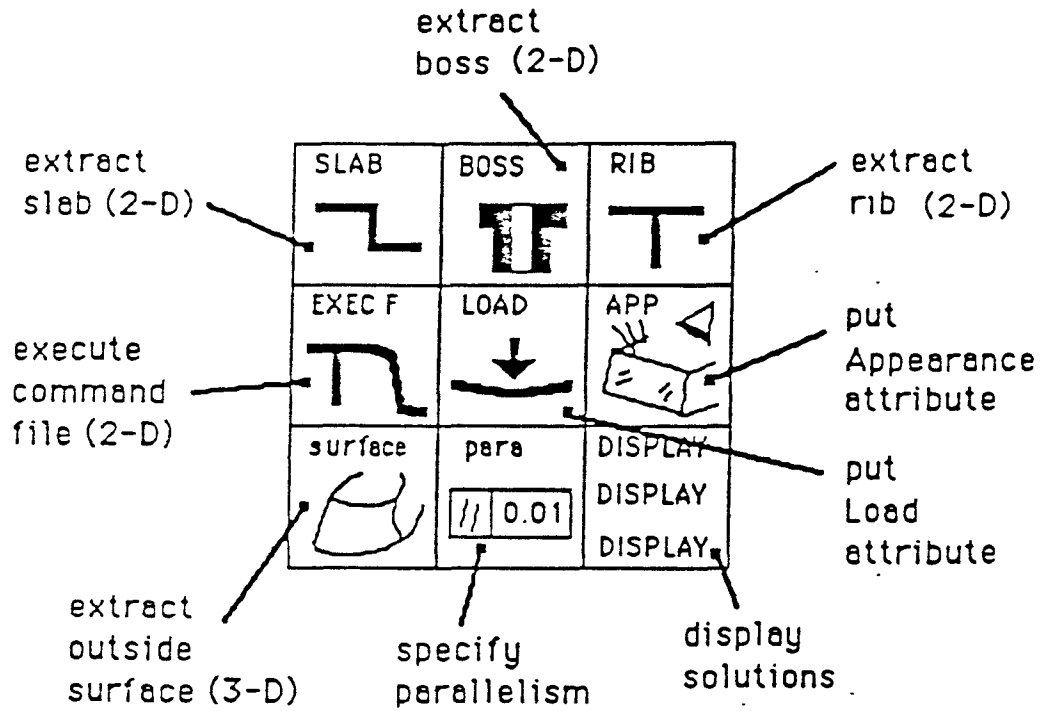 extract
boss (2-D)
extract
slab (2-D)
SLAB
BOSS
RIB
extract
rib (2-D)
execute
command
file (2-D)
EXEC F
LOAD
APP
put
Appearance
attribute
surface
para
// 0.01
DISPLAY
DISPLAY
DISPLAY
put
Load
attribute
extract
outside
surface (3-D)
specify
parallelism
display
solutions